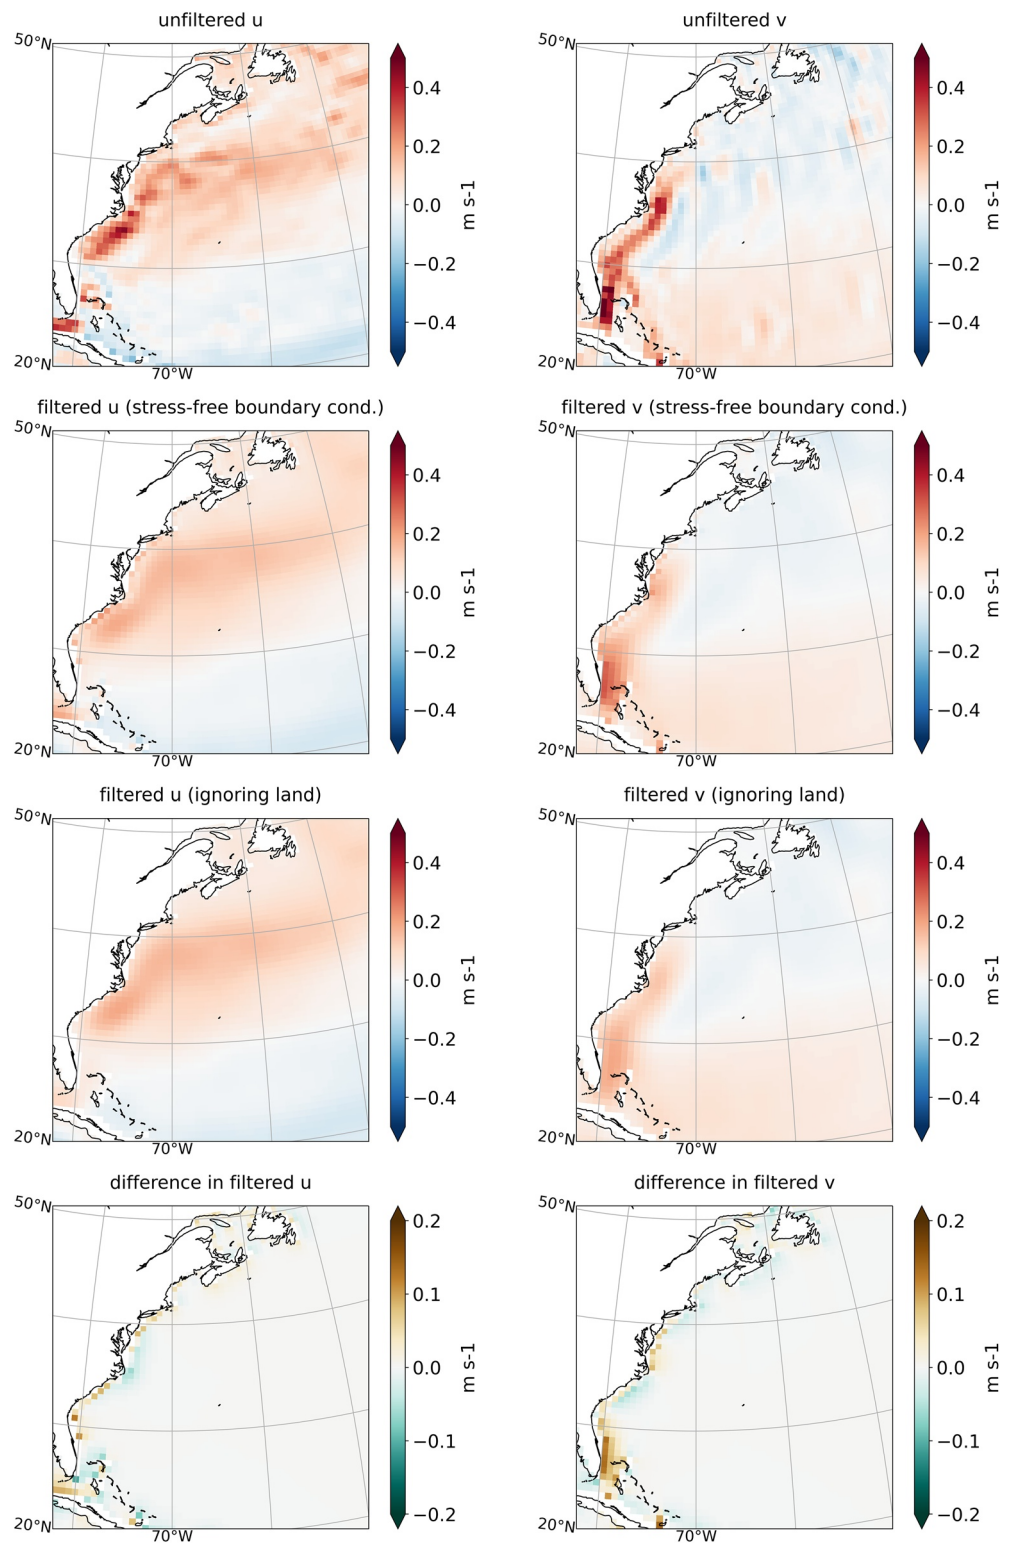 unfiltered u
unfiltered v
50°N
0.4
0.2
0.0
−0.2
−0.4
m s-1
20°N
70°W
0.4
0.2
0.0
−0.2
−0.4
m s-1
20°N
70°W
filtered u (stress-free boundary cond.)
filtered v (stress-free boundary cond.)
50°N
0.4
0.2
0.0
−0.2
−0.4
m s-1
20°N
70°W
50°N
0.4
0.2
0.0
−0.2
−0.4
m s-1
20°N
70°W
filtered u (ignoring land)
filtered v (ignoring land)
50°N
0.4
0.2
0.0
−0.2
−0.4
m s-1
20°N
70°W
50°N
0.4
0.2
0.0
−0.2
−0.4
m s-1
20°N
70°W
difference in filtered u
difference in filtered v
50°N
0.2
0.1
0.0
−0.1
−0.2
m s-1
20°N
70°W
50°N
0.2
0.1
0.0
−0.1
−0.2
m s-1
20°N
70°W